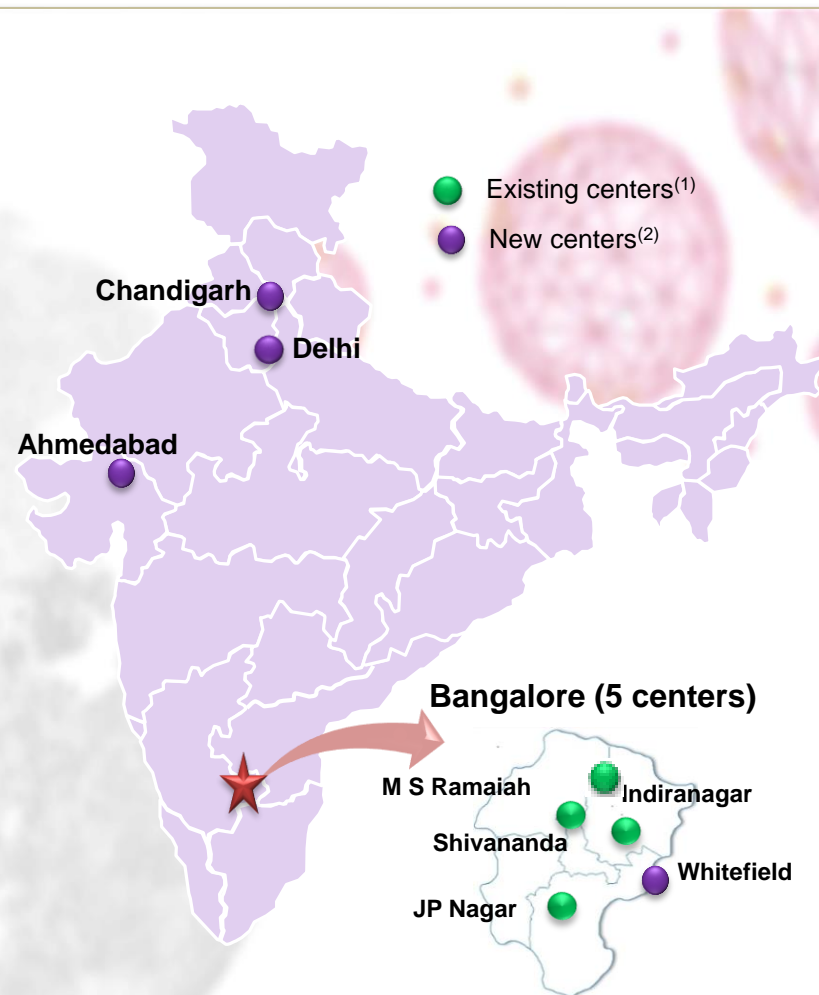 Existing centers(1)
New centers(2)
Chandigarh
Delhi
Ahmedabad
Bangalore (5 centers)
M S Ramaiah
Indiranagar
Shivananda
Whitefield
JP Nagar